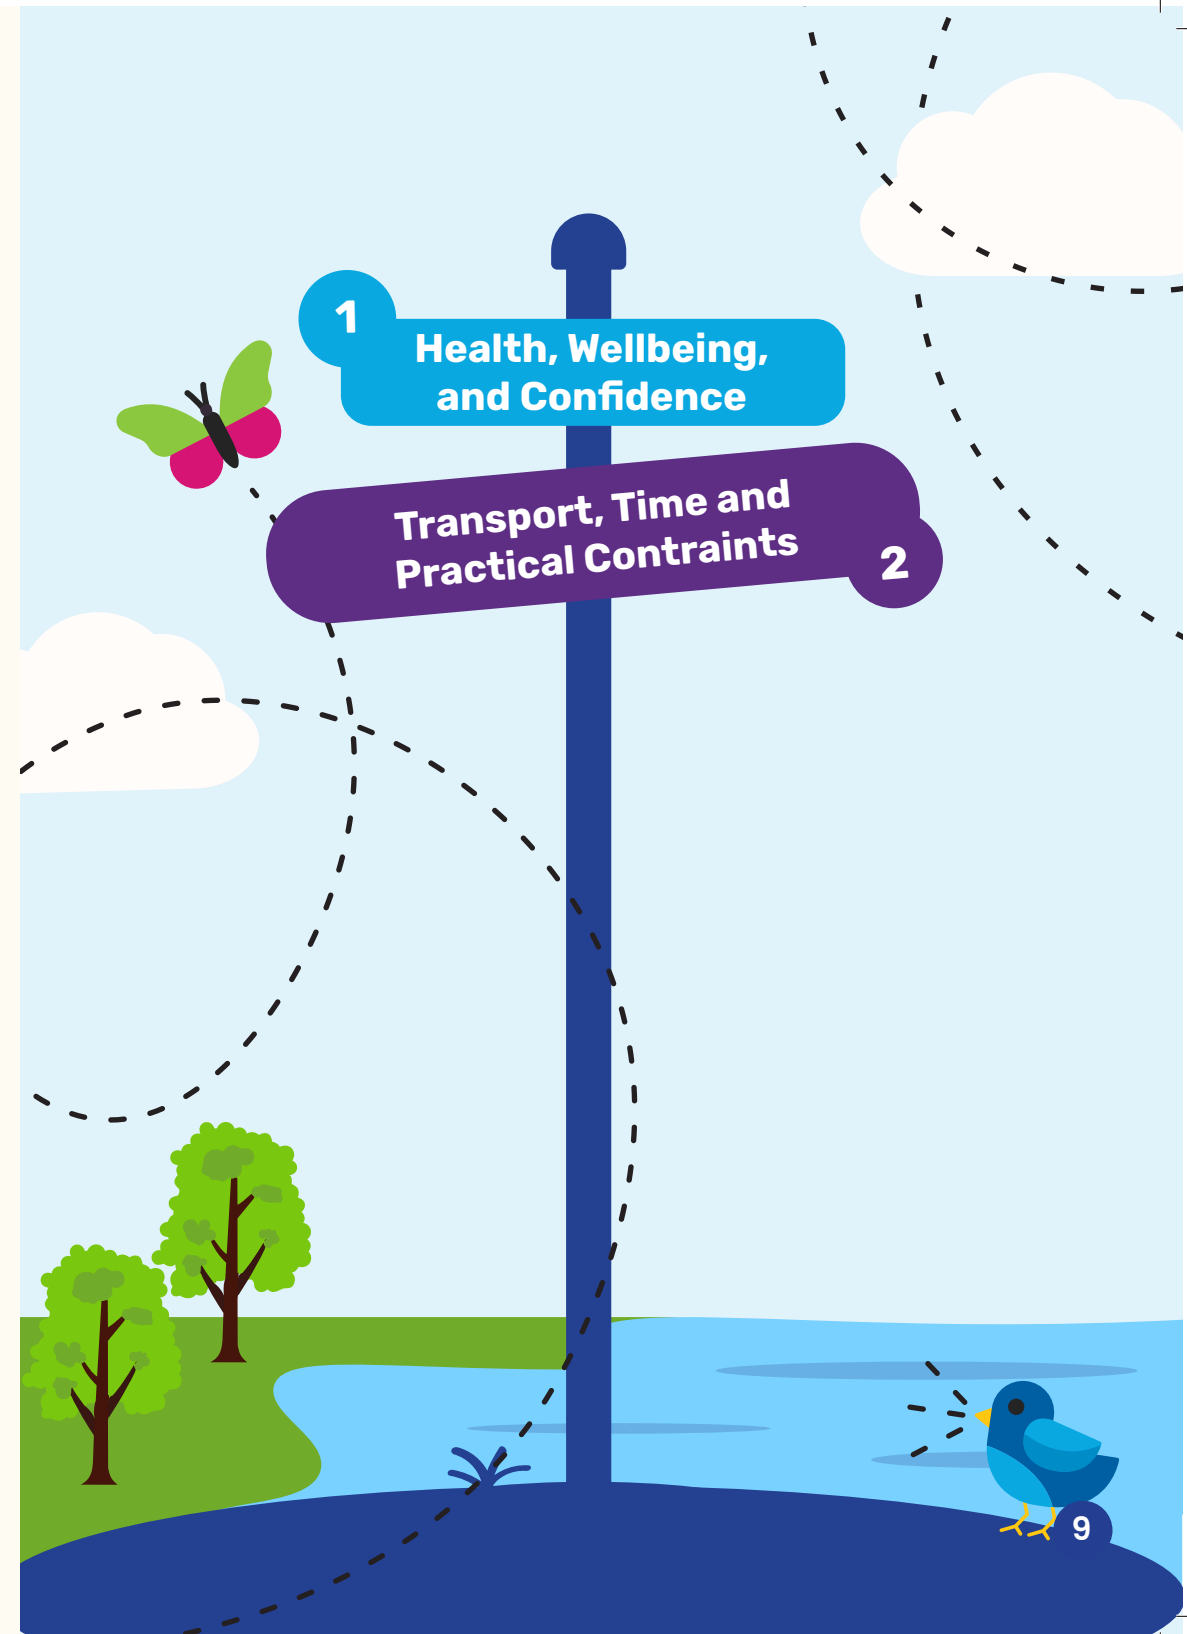 1
Health, Wellbeing,
and Confidence
Transport, Time and
Practical Contraints
2
9